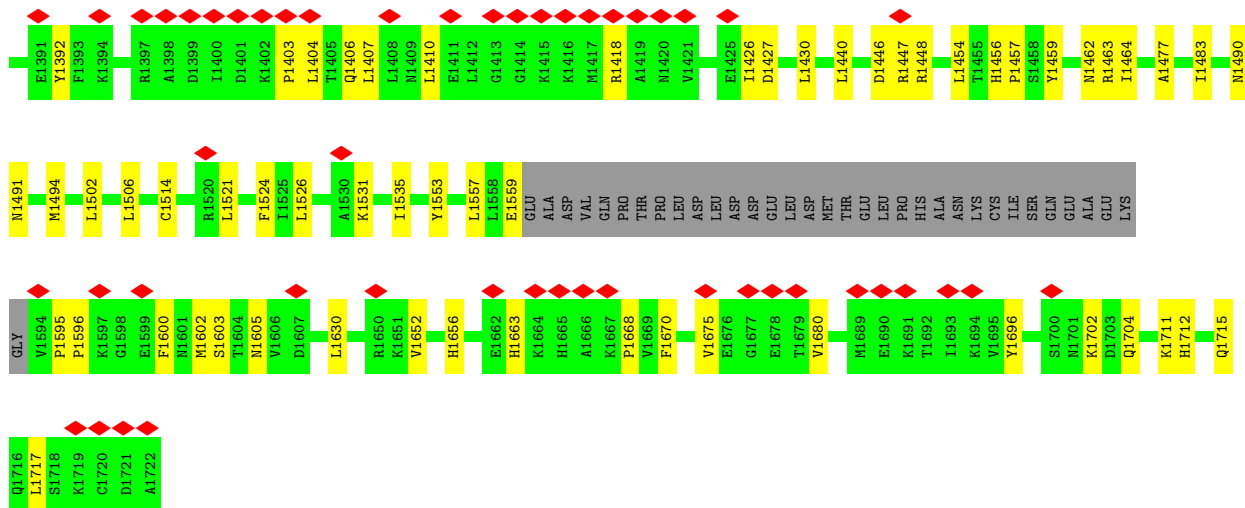 E1391 Y1392 F1393 K1394 R1397 A1398 D1399 I1400 D1401 K1402 P1403 L1404 T1405 Q1406 L1407 L1408 N1409 L1410 E1411 L1412 G1413 G1414 K1415 K1416 M1417 R1418 A1419 N1420 V1421 E1425 I1426 D1427 L1430 L1440 D1446 R1447 R1448 L1454 T1455 H1456 P1457 S1458 Y1459 N1462 R1463 I1464 A1477 I1483 N1490
N1491 M1494 L1502 L1506 C1514 R1520 L1521 F1524 I1525 L1526 A1530 K1531 I1535 Y1553 L1557 L1558 E1559 GLU ALA ASP VAL GLN PRO THR PRO LEU ASP LEU ASP ASP GLU LEU ASP MET THR GLU LEU PRO HIS ALA ASN LYS CYS ILE SER GLN GLU ALA GLU LYS
GLY V1594 P1595 P1596 K1597 G1598 E1599 F1600 N1601 M1602 S1603 T1604 N1605 V1606 D1607 L1630 R1650 K1651 V1652 H1656 E1662 H1663 K1664 H1665 A1666 K1667 P1668 V1669 F1670 V1675 E1676 G1677 E1678 T1679 V1680 M1689 E1690 K1691 T1692 I1693 K1694 V1695 Y1696 S1700 N1701 K1702 D1703 Q1704 K1711 H1712 Q1715
Q1716 L1717 S1718 K1719 C1720 D1721 A1722